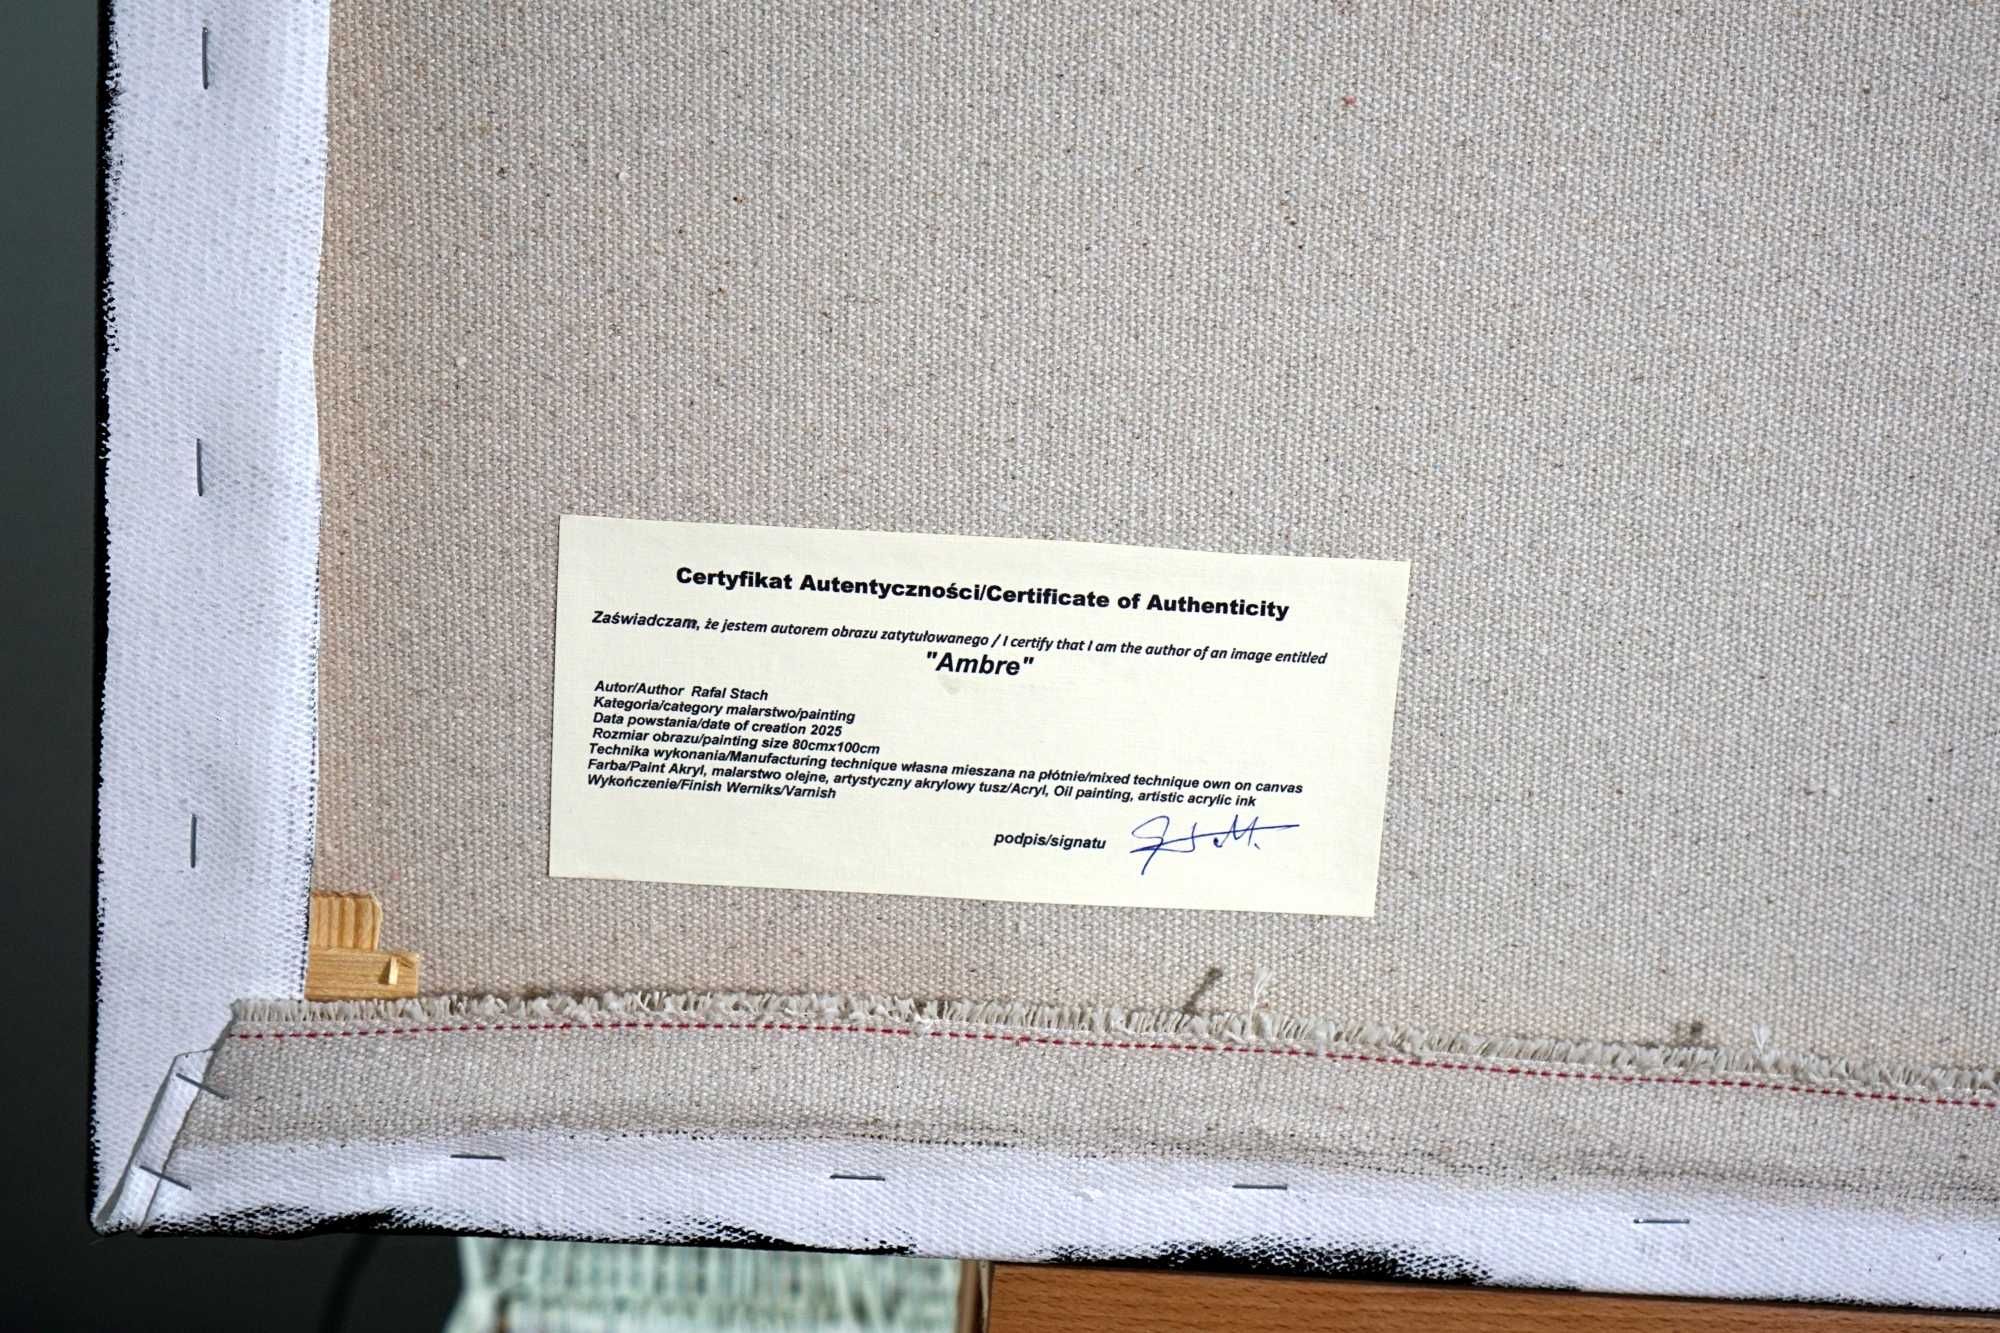 Certyfikat Autentyczności/Certificate of Authenticity
Zaświadczam, że jestem autorem obrazu zatytułowanego / I certify that I am the author of an image entitled
"Ambre"
Autor/Author Rafal Stach
Kategoria/category malarstwo/painting
Data powstania/date of creation 2025
Rozmiar obrazu/painting size 80cmx100cm
Technika wykonania/Manufacturing technique własna mieszana na płótnie/mixed technique own on canvas
Farba/Paint Akryl, malarstwo olejne, artystyczny akrylowy tusz/Acryl, Oil painting, artistic acrylic ink
Wykończenie/Finish Werniks/Varnish
podpis/signatu